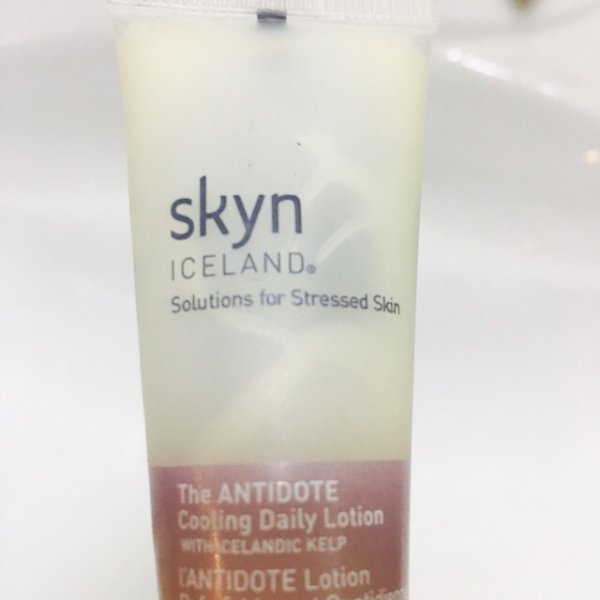 skyn
ICELAND®
Solutions for Stressed Skin
The ANTIDOTE
Cooling Daily Lotion
WITH ICELANDIC KELP
L'ANTIDOTE Lotion